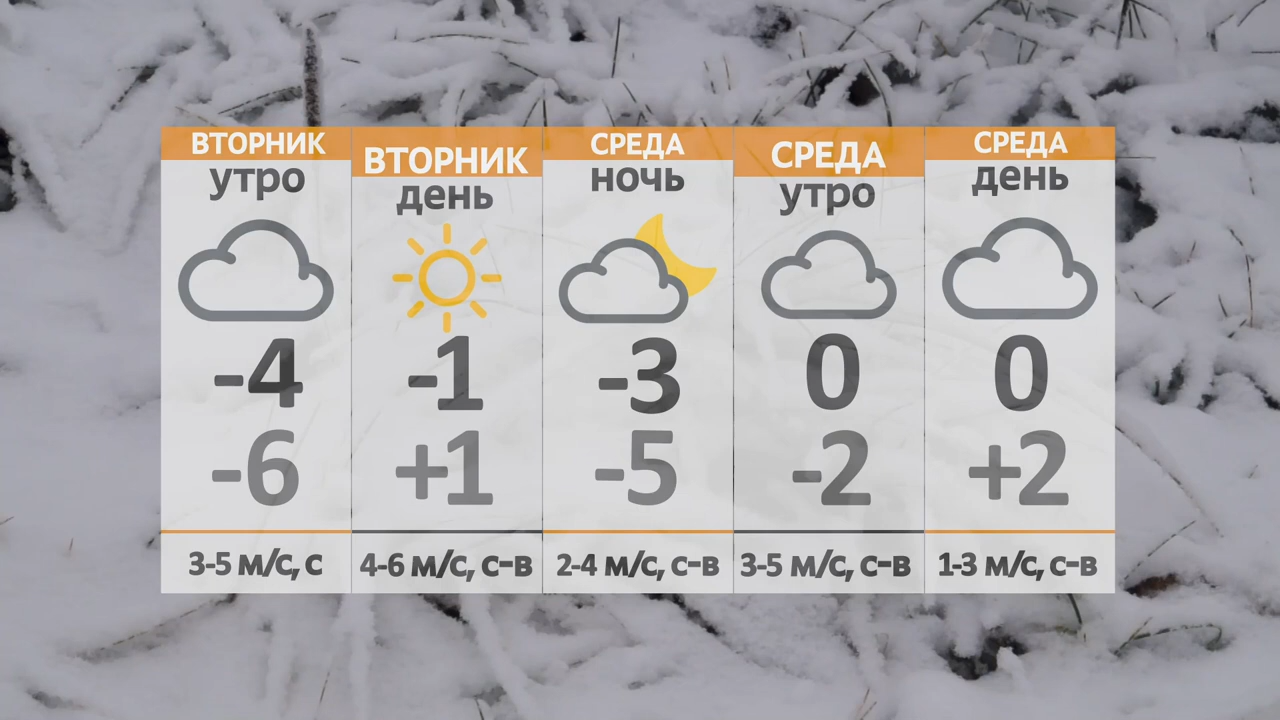 ВТОРНИК
утро
-4
-6
3-5 м/с, с
ВТОРНИК
день
-1
+1
4-6 м/с, с-в
СРЕДА
ночь
-3
-5
2-4 м/с, с-в
СРЕДА
утро
0
-2
3-5 м/с, с-в
СРЕДА
день
0
+2
1-3 м/с, с-в